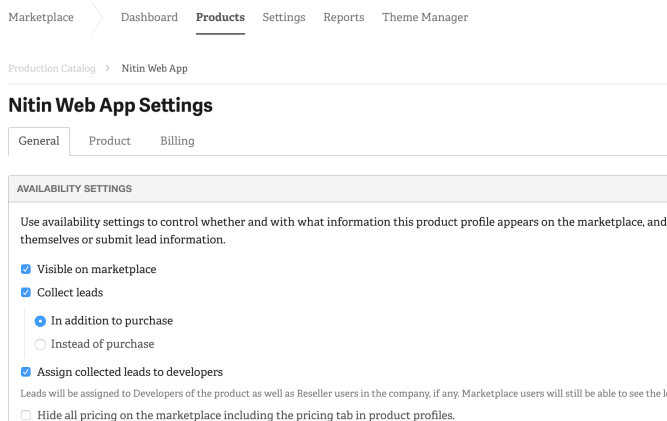 Marketplace Dashboard Products Settings Reports Theme Manager
Production Catalog > Nitin Web App
Nitin Web App Settings
General Product Billing
AVAILABILITY SETTINGS
Use availability settings to control whether and with what information this product profile appears on the marketplace, and
themselves or submit lead information.
Visible on marketplace
Collect leads
In addition to purchase
Instead of purchase
Assign collected leads to developers
Leads will be assigned to Developers of the product as well as Reseller users in the company, if any. Marketplace users will still be able to see the
Hide all pricing on the marketplace including the pricing tab in product profiles.